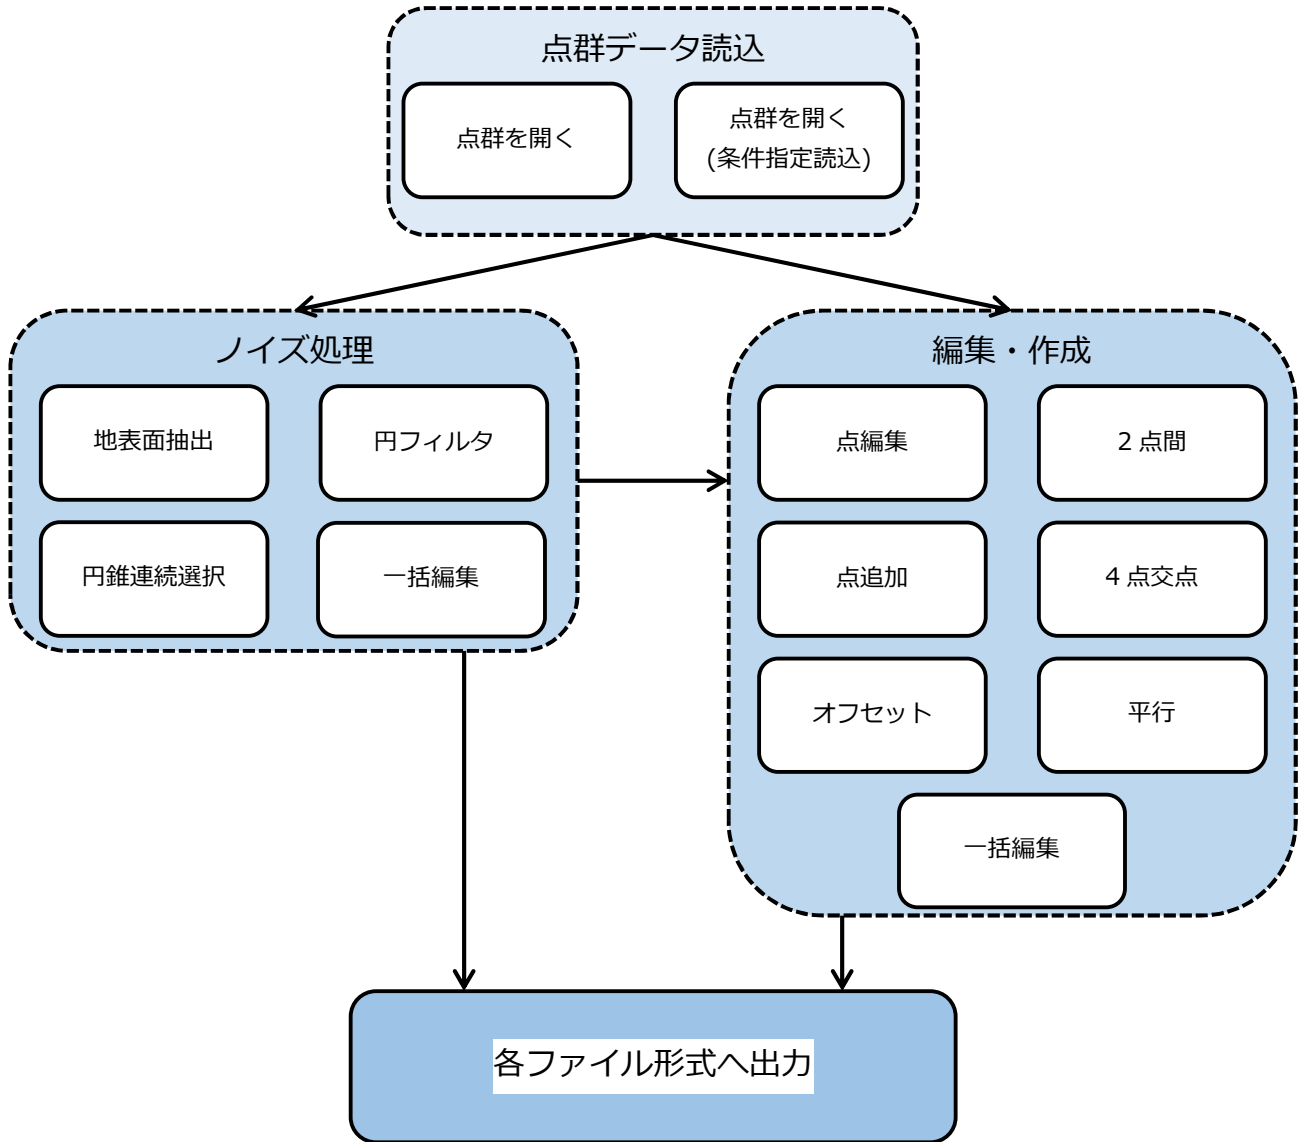 点群データ読込
点群を開く
点群を開く
(条件指定読込)
ノイズ処理
地表面抽出
円フィルタ
円錐連続選択
一括編集
編集・作成
点編集
2点間
点追加
4点交点
オフセット
平行
一括編集
各ファイル形式へ出力